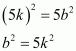 (5k)² = 5b²
b² = 5k²